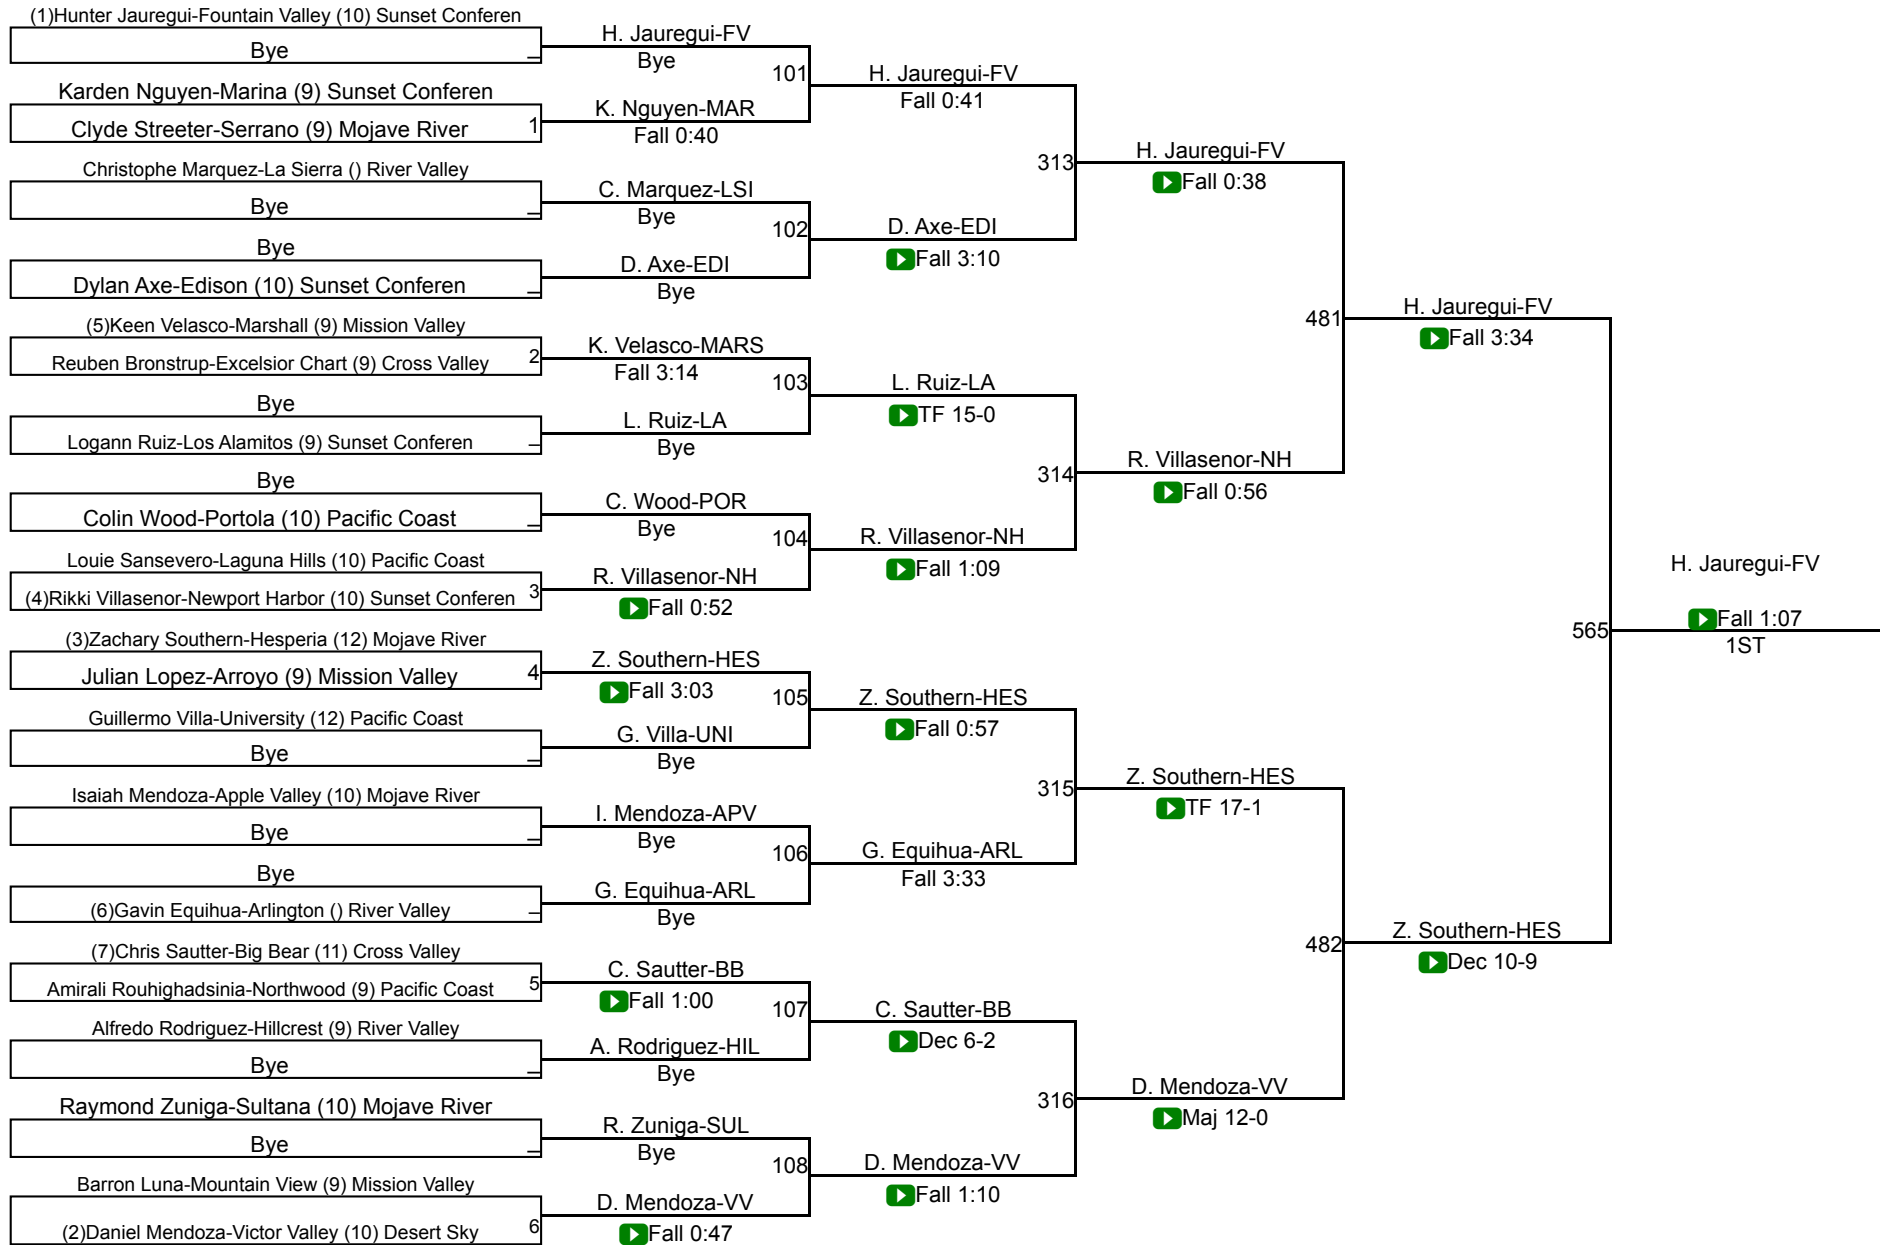 (1)Hunter Jauregui-Fountain Valley (10) Sunset Conferen
Bye
Karden Nguyen-Marina (9) Sunset Conferen
Clyde Streeter-Serrano (9) Mojave River 1
Christophe Marquez-La Sierra () River Valley
Bye
Bye
Dylan Axe-Edison (10) Sunset Conferen
(5)Keen Velasco-Marshall (9) Mission Valley
Reuben Bronstrup-Excelsior Chart (9) Cross Valley 2
Bye
Logann Ruiz-Los Alamitos (9) Sunset Conferen
Bye
Colin Wood-Portola (10) Pacific Coast
Louie Sansevero-Laguna Hills (10) Pacific Coast
(4)Rikki Villasenor-Newport Harbor (10) Sunset Conferen 3
(3)Zachary Southern-Hesperia (12) Mojave River
Julian Lopez-Arroyo (9) Mission Valley 4
Guillermo Villa-University (12) Pacific Coast
Bye
Isaiah Mendoza-Apple Valley (10) Mojave River
Bye
Bye
(6)Gavin Equihua-Arlington () River Valley
(7)Chris Sautter-Big Bear (11) Cross Valley
Amirali Rouhighadsinia-Northwood (9) Pacific Coast 5
Alfredo Rodriguez-Hillcrest (9) River Valley
Bye
Raymond Zuniga-Sultana (10) Mojave River
Bye
Barron Luna-Mountain View (9) Mission Valley
(2)Daniel Mendoza-Victor Valley (10) Desert Sky 6
H. Jauregui-FV
Bye
101
K. Nguyen-MAR
Fall 0:40
C. Marquez-LSI
Bye
102
D. Axe-EDI
Bye
K. Velasco-MARS
Fall 3:14
103
L. Ruiz-LA
Bye
C. Wood-POR
Bye
104
R. Villasenor-NH
Fall 0:52
Z. Southern-HES
Fall 3:03
105
G. Villa-UNI
Bye
I. Mendoza-APV
Bye
106
G. Equihua-ARL
Bye
C. Sautter-BB
Fall 1:00
107
A. Rodriguez-HIL
Bye
R. Zuniga-SUL
Bye
108
D. Mendoza-VV
Fall 0:47
H. Jauregui-FV
Fall 0:41
313
D. Axe-EDI
Fall 3:10
L. Ruiz-LA
TF 15-0
314
R. Villasenor-NH
Fall 1:09
Z. Southern-HES
Fall 0:57
315
G. Equihua-ARL
Fall 3:33
C. Sautter-BB
Dec 6-2
316
D. Mendoza-VV
Fall 1:10
H. Jauregui-FV
Fall 0:38
481
R. Villasenor-NH
Fall 0:56
Z. Southern-HES
TF 17-1
482
D. Mendoza-VV
Maj 12-0
H. Jauregui-FV
Fall 3:34
565
Z. Southern-HES
Dec 10-9
H. Jauregui-FV
Fall 1:07
1ST